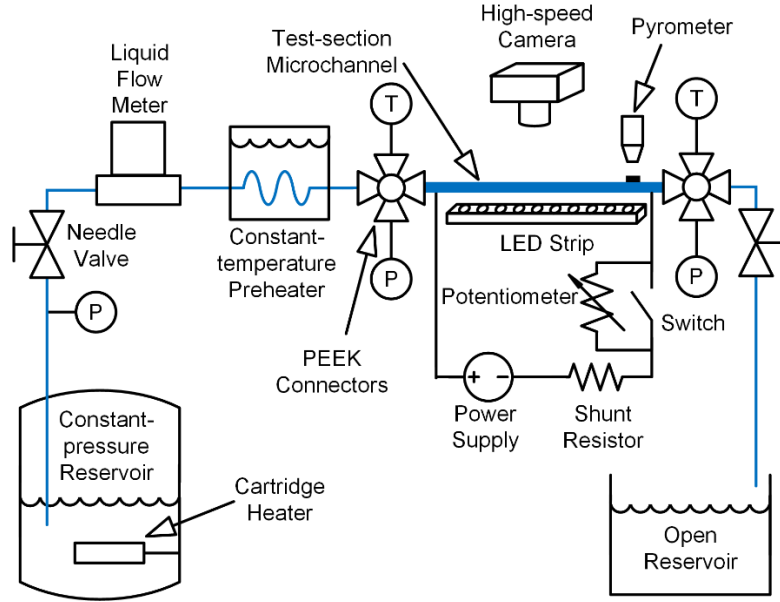 High-speed
Camera
Pyrometer
Test-section
Microchannel
Liquid
Flow
Meter
T
T
Needle
Valve
Constant-
temperature
Preheater
P
P
P
LED Strip
Potentiometer
Switch
PEEK
Connectors
+ -
Power
Supply
Shunt
Resistor
Constant-
pressure
Reservoir
Cartridge
Heater
Open
Reservoir